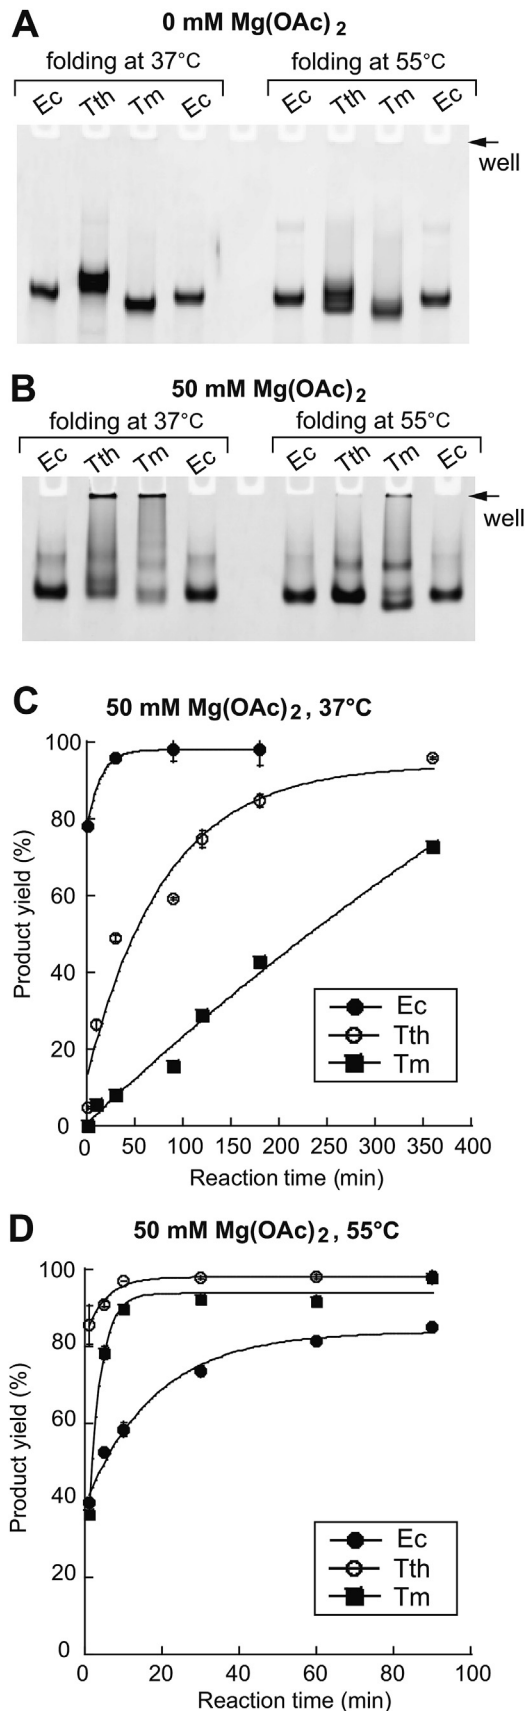 A
0 mM Mg(OAc) 2
folding at 37°C
folding at 55°C
Ec Tth Tm Ec
Ec Tth Tm Ec
well
B
50 mM Mg(OAc) 2
folding at 37°C
folding at 55°C
Ec Tth Tm Ec
Ec Tth Tm Ec
well
C
50 mM Mg(OAc) 2 , 37°C
100
80
60
40
20
0
Product yield (%)
Ec
Tth
Tm
0 50 100 150 200 250 300 350 400
Reaction time (min)
D
50 mM Mg(OAc) 2 , 55°C
100
80
60
40
20
0
Product yield (%)
Ec
Tth
Tm
0 20 40 60 80 100
Reaction time (min)